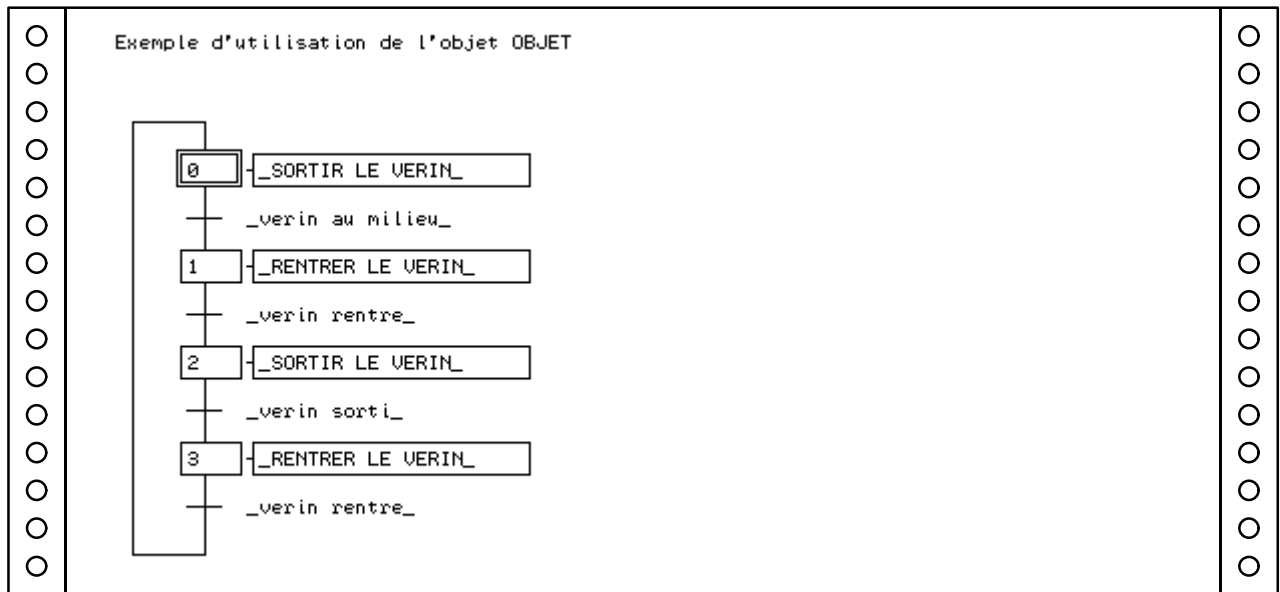 Exemple d'utilisation de l'objet OBJET
0 _SORTIR LE VERIN_
_verin au milieu_
1 _RENTRER LE VERIN_
_verin rentre_
2 _SORTIR LE VERIN_
_verin sorti_
3 _RENTRER LE VERIN_
_verin rentre_